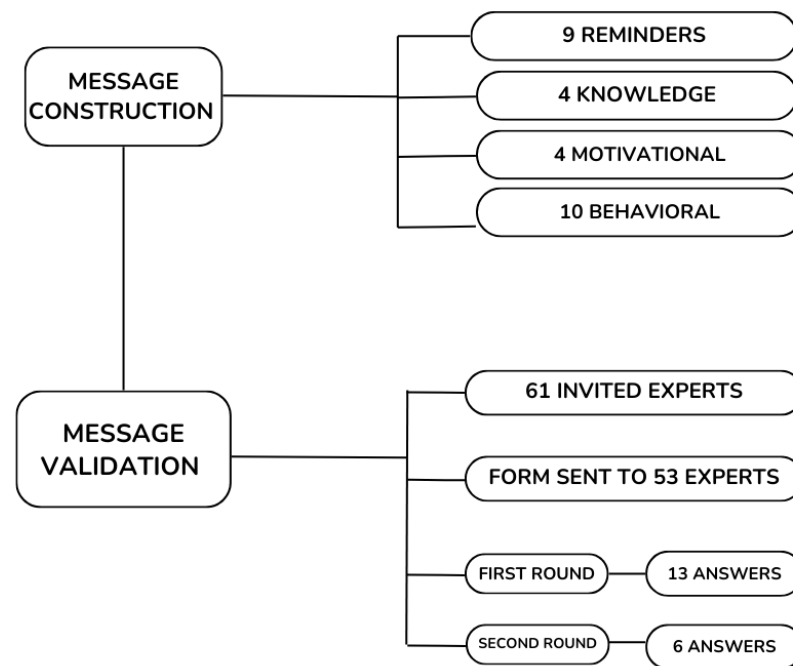 MESSAGE
CONSTRUCTION
9 REMINDERS
4 KNOWLEDGE
4 MOTIVATIONAL
10 BEHAVIORAL
MESSAGE
VALIDATION
61 INVITED EXPERTS
FORM SENT TO 53 EXPERTS
FIRST ROUND
13 ANSWERS
SECOND ROUND
6 ANSWERS